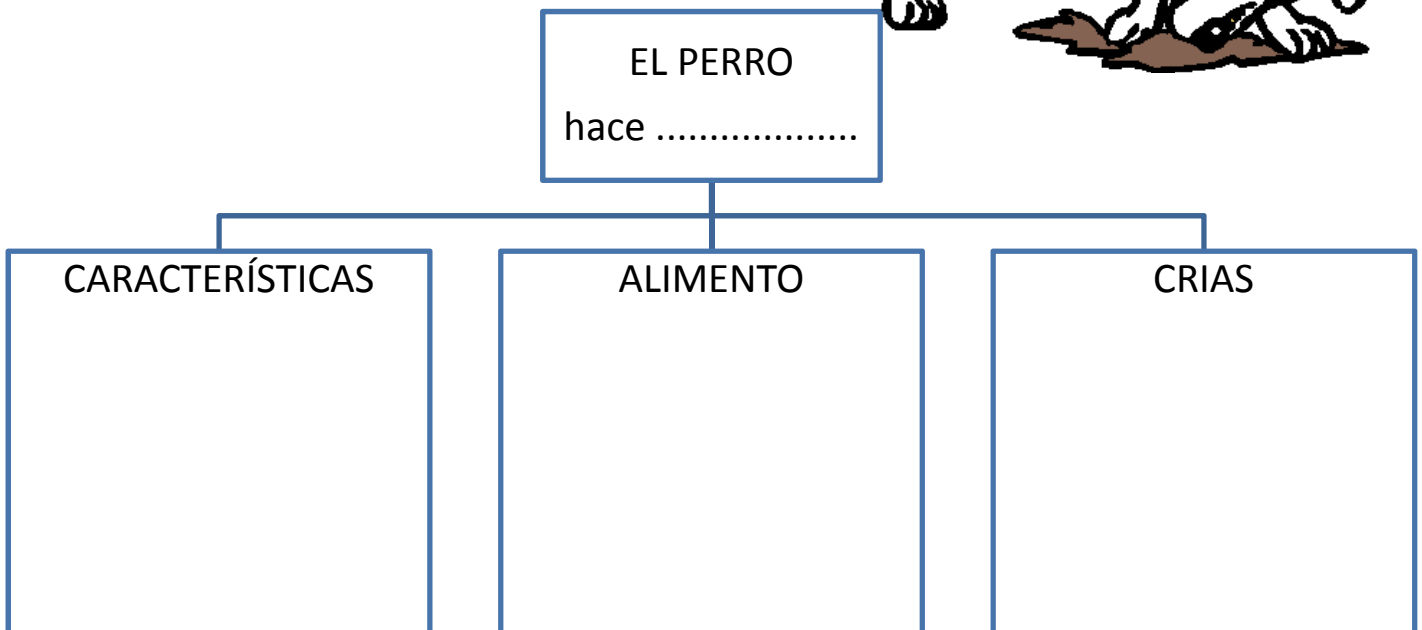 EL PERRO
hace ...................
CARACTERÍSTICAS
ALIMENTO
CRIAS